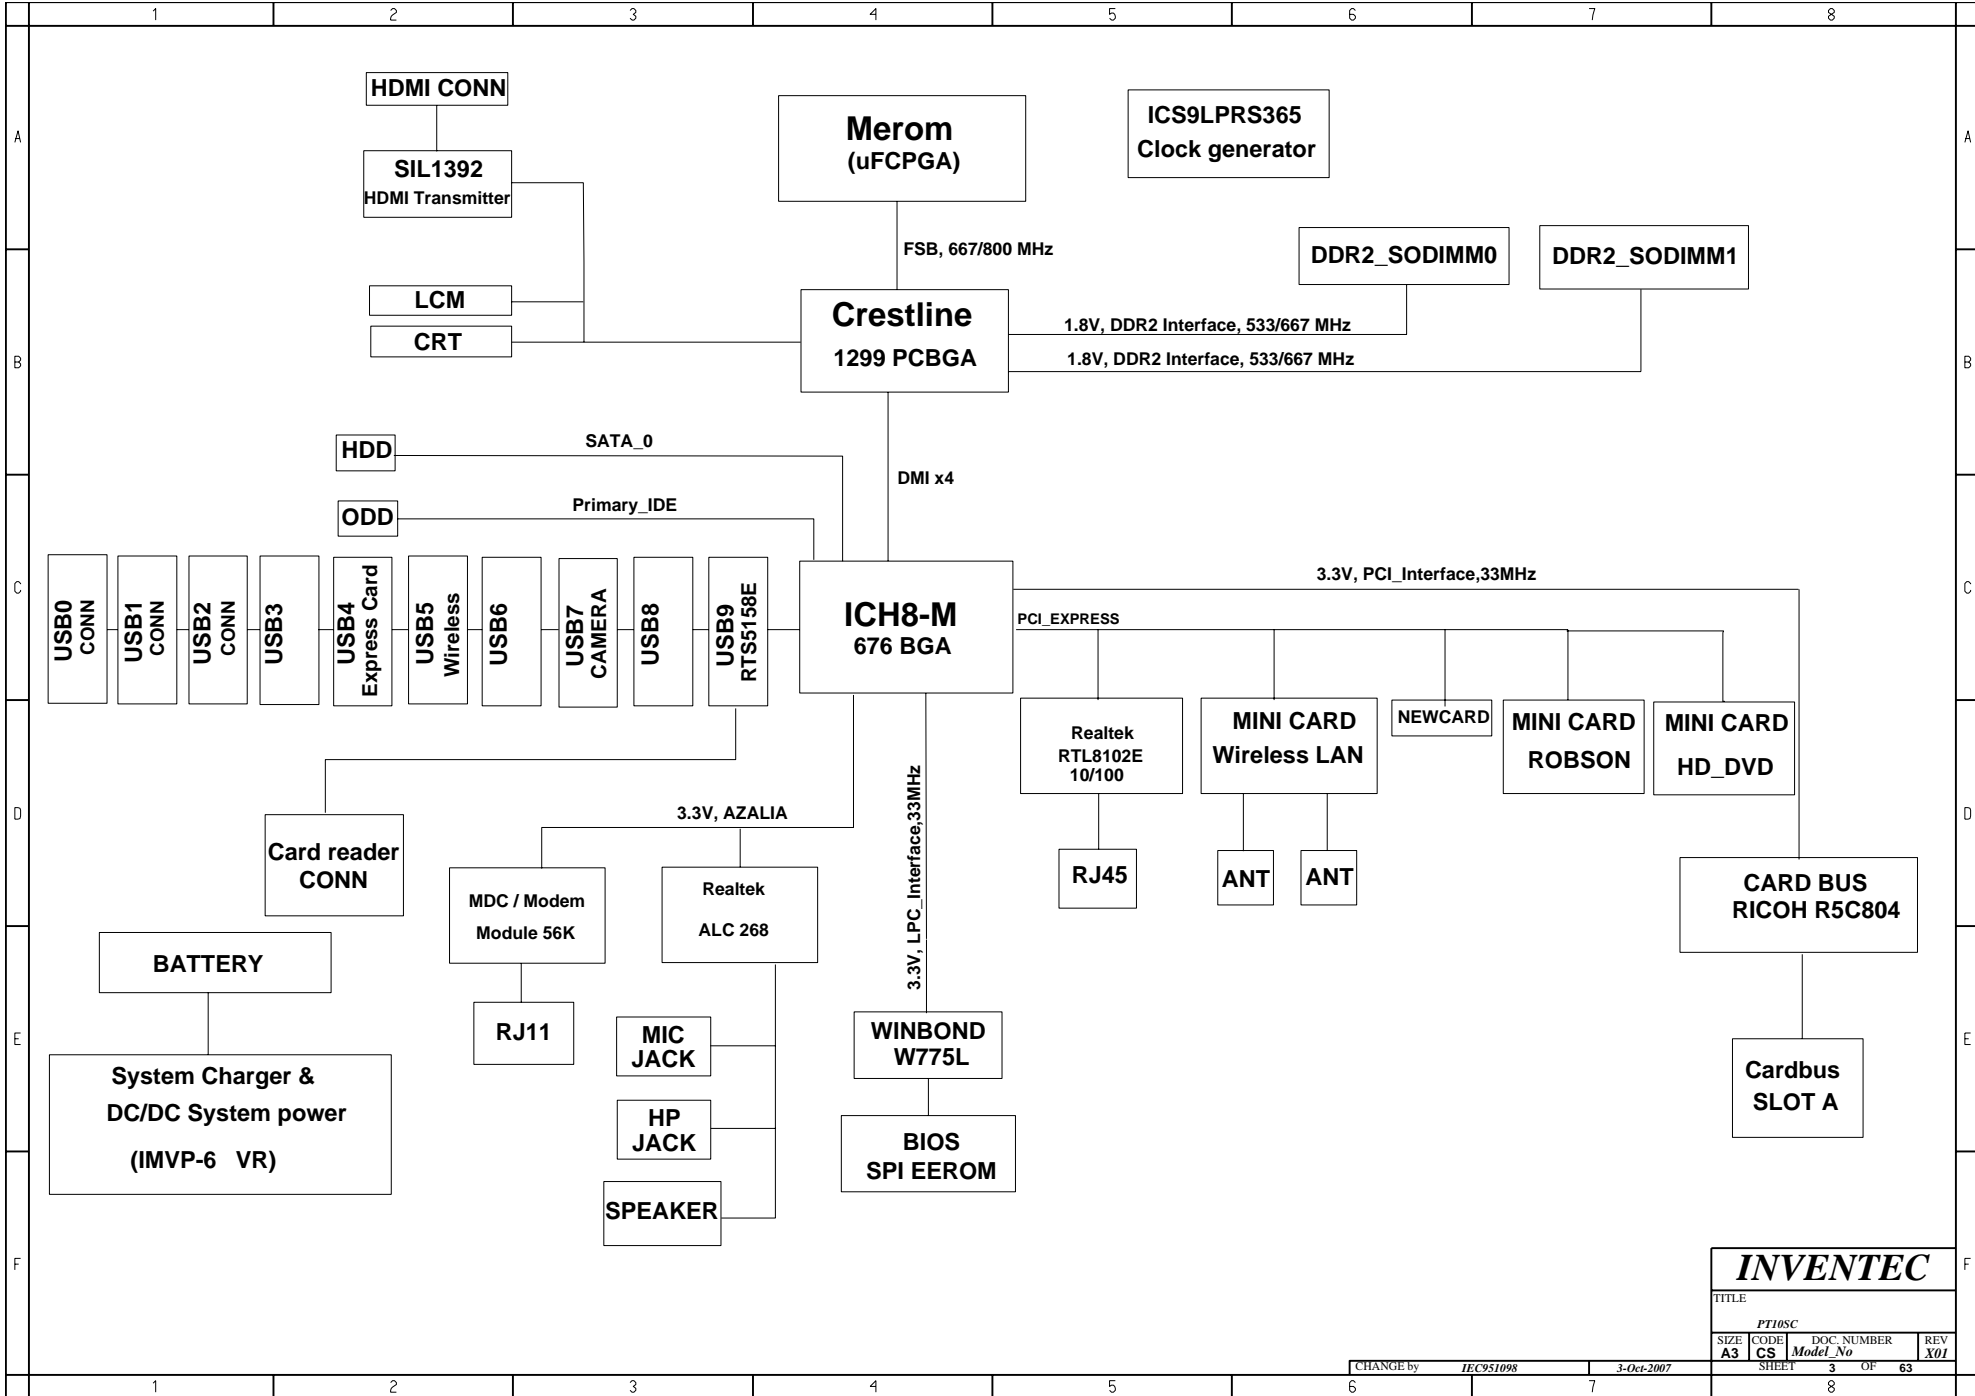 1 2 3 4 5 6 7 8
HDMI CONN
SIL1392
HDMI Transmitter
Merom
(uFCPGA)
ICS9LPRS365
Clock generator
A
A
FSB, 667/800 MHz
DDR2_SODIMM0
DDR2_SODIMM1
LCM
CRT
Crestline
1299 PCBGA
1.8V, DDR2 Interface, 533/667 MHz
1.8V, DDR2 Interface, 533/667 MHz
B
B
HDD
SATA_0
DMI x4
ODD
Primary_IDE
C
C
USB0
CONN
USB1
CONN
USB2
CONN
USB3
USB4
Express Card
USB5
Wireless
USB6
USB7
CAMERA
USB8
USB9
RTS5158E
ICH8-M
676 BGA
3.3V, PCI_Interface,33MHz
PCI_EXPRESS
Realtek
RTL8102E
10/100
MINI CARD
Wireless LAN
NEWCARD
MINI CARD
ROBSON
MINI CARD
HD_DVD
D
D
3.3V, AZALIA
3.3V, LPC_Interface,33MHz
Card reader
CONN
MDC / Modem
Module 56K
Realtek
ALC 268
RJ45
ANT
ANT
CARD BUS
RICOH R5C804
BATTERY
RJ11
MIC
JACK
WINBOND
W775L
E
E
System Charger &
DC/DC System power
(IMVP-6 VR)
HP
JACK
BIOS
SPI EEROM
Cardbus
SLOT A
SPEAKER
F
F
INVENTEC
TITLE
PT10SC
SIZE CODE DOC. NUMBER REV
A3 CS Model_No X01
CHANGE by IEC951098 3-Oct-2007 SHEET 3 OF 63
1 2 3 4 5 6 7 8